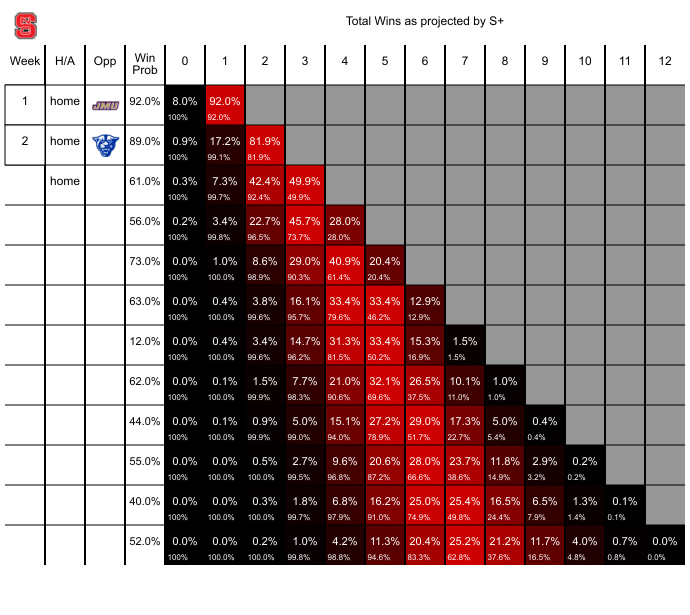 Total Wins as projected by S+
Week H/A Opp Win Prob 0 1 2 3 4 5 6 7 8 9 10 11 12
1 home JMU 92.0% 8.0% 92.0%
100% 92.0%
2 home 89.0% 0.9% 17.2% 81.9%
100% 99.1% 81.9%
home 61.0% 0.3% 7.3% 42.4% 49.9%
100% 99.7% 92.4% 49.9%
56.0% 0.2% 3.4% 22.7% 45.7% 28.0%
100% 99.8% 96.5% 73.7% 28.0%
73.0% 0.0% 1.0% 8.6% 29.0% 40.9% 20.4%
100% 100.0% 98.9% 90.3% 61.4% 20.4%
63.0% 0.0% 0.4% 3.8% 16.1% 33.4% 33.4% 12.9%
100% 100.0% 99.6% 95.7% 79.6% 46.2% 12.9%
12.0% 0.0% 0.4% 3.4% 14.7% 31.3% 33.4% 15.3% 1.5%
100% 100.0% 99.6% 96.2% 81.5% 50.2% 16.9% 1.5%
62.0% 0.0% 0.1% 1.5% 7.7% 21.0% 32.1% 26.5% 10.1% 1.0%
100% 100.0% 99.9% 98.3% 90.6% 69.6% 37.5% 11.0% 1.0%
44.0% 0.0% 0.1% 0.9% 5.0% 15.1% 27.2% 29.0% 17.3% 5.0% 0.4%
100% 100.0% 99.9% 99.0% 94.0% 78.9% 51.7% 22.7% 5.4% 0.4%
55.0% 0.0% 0.0% 0.5% 2.7% 9.6% 20.6% 28.0% 23.7% 11.8% 2.9% 0.2%
100% 100.0% 100.0% 99.5% 96.8% 87.2% 66.6% 38.6% 14.9% 3.2% 0.2%
40.0% 0.0% 0.0% 0.3% 1.8% 6.8% 16.2% 25.0% 25.4% 16.5% 6.5% 1.3% 0.1%
100% 100.0% 100.0% 99.7% 97.9% 91.0% 74.9% 49.8% 24.4% 7.9% 1.4% 0.1%
52.0% 0.0% 0.0% 0.2% 1.0% 4.2% 11.3% 20.4% 25.2% 21.2% 11.7% 4.0% 0.7% 0.0%
100% 100.0% 100.0% 99.8% 98.8% 94.6% 83.3% 62.8% 37.6% 16.5% 4.8% 0.8% 0.0%